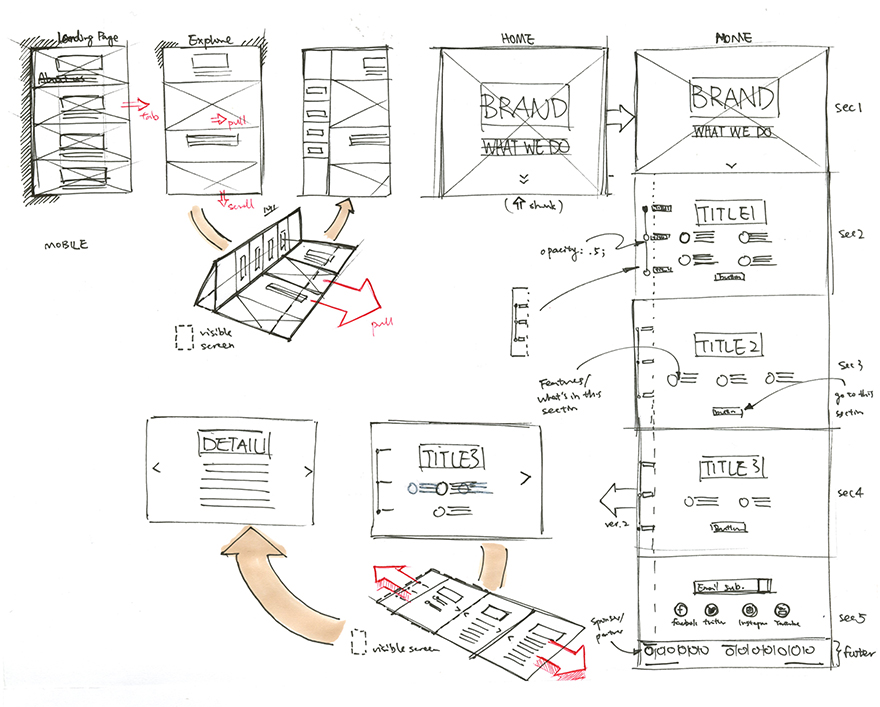 Landing Page
Explore
HOME
HOME
About us
tab
pull
scroll
BRAND
WHAT WE DO
BRAND
WHAT WE DO
sec1
MOBILE
(shrink)
TITLE1
button
sec2
opacity: .5;
pull
visible
screen
TITLE2
button
sec3
Features/
what's in this
section
go to this
section
DETAIL
TITLE3
TITLE3
button
sec4
ver.2
Email sub.
facebook
twitter
Instagram
Youtube
sec5
Sponsor/
partner
footer
visible screen